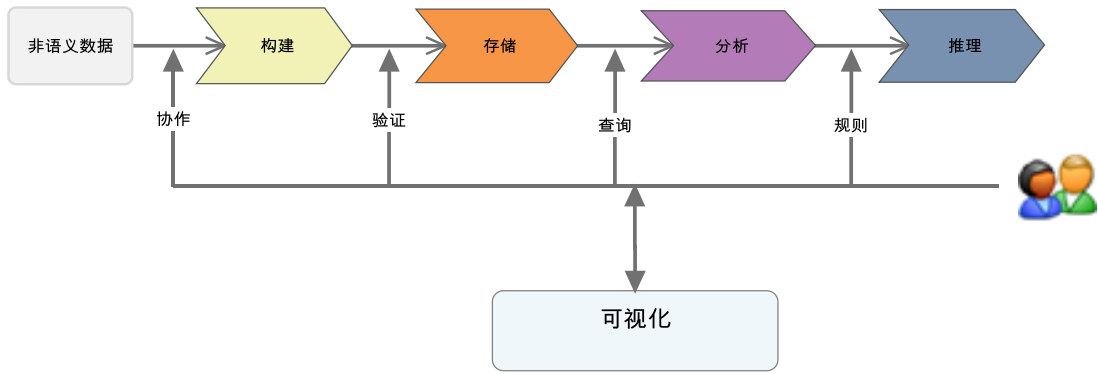 非语义数据
构建
存储
分析
推理
协作
验证
查询
规则
可视化